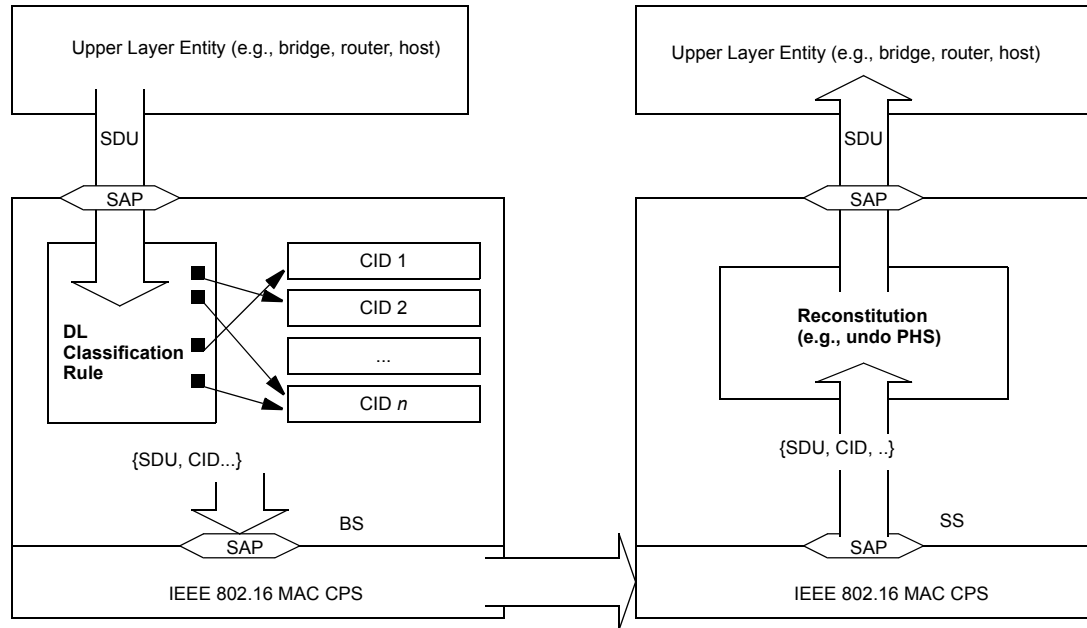 Upper Layer Entity (e.g., bridge, router, host)
SDU
SAP
DL
Classification
Rule
CID 1
CID 2
...
CID n
{SDU, CID...}
BS
SAP
IEEE 802.16 MAC CPS
Upper Layer Entity (e.g., bridge, router, host)
SDU
SAP
Reconstitution
(e.g., undo PHS)
{SDU, CID, ..}
SS
SAP
IEEE 802.16 MAC CPS